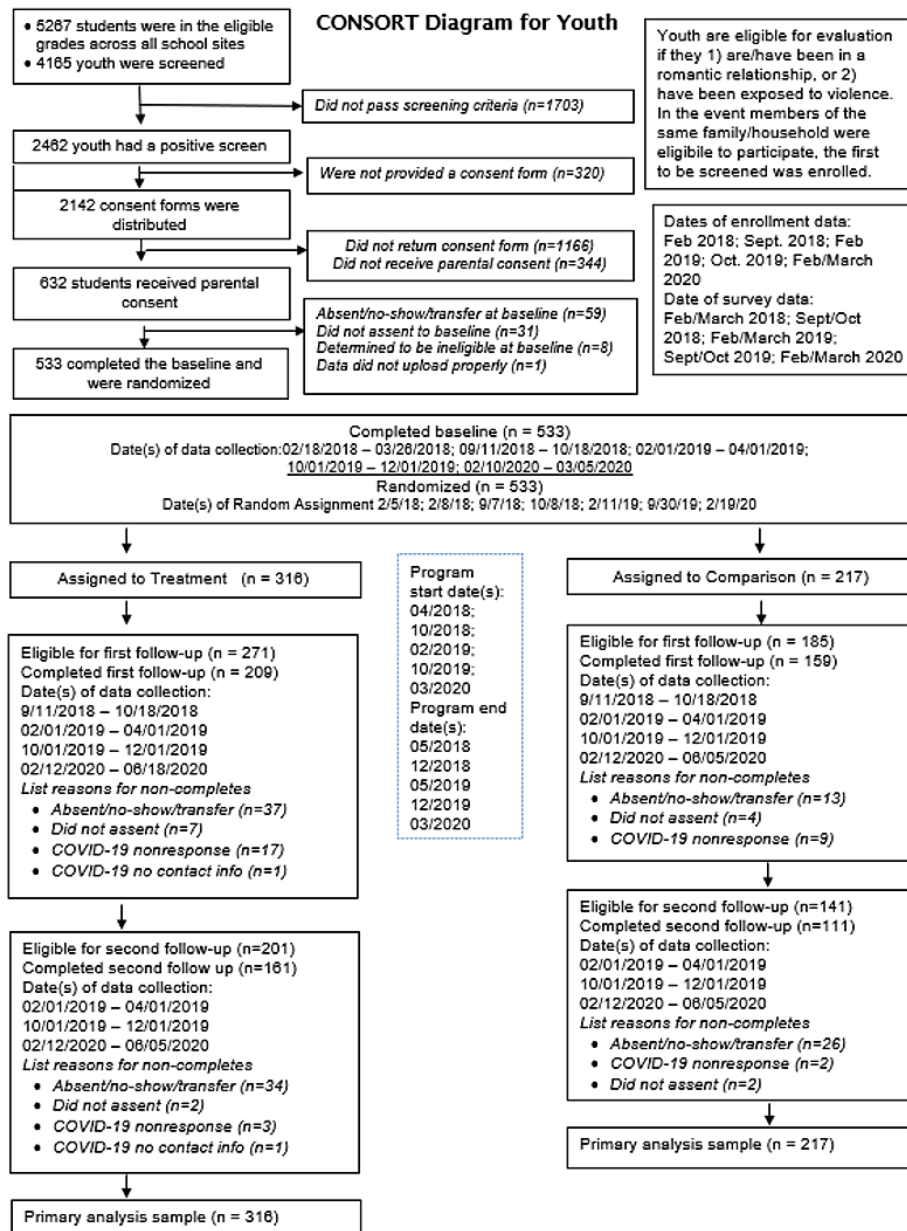 CONSORT Diagram for Youth
• 5267 students were in the eligible
grades across all school sites
• 4165 youth were screened
Youth are eligible for evaluation
if they 1) are/have been in a
romantic relationship, or 2)
have been exposed to violence.
In the event members of the
same family/household were
eligibile to participate, the first
to be screened was enrolled.
Did not pass screening criteria (n=1703)
2462 youth had a positive screen
Were not provided a consent form (n=320)
2142 consent forms were
distributed
Did not return consent form (n=1166)
Did not receive parental consent (n=344)
Dates of enrollment data:
Feb 2018; Sept. 2018; Feb
2019; Oct. 2019; Feb/March
2020
Date of survey data:
Feb/March 2018; Sept/Oct
2018; Feb/March 2019;
Sept/Oct 2019; Feb/March 2020
632 students received parental
consent
Absent/no-show/transfer at baseline (n=59)
Did not assent to baseline (n=31)
Determined to be ineligible at baseline (n=8)
Data did not upload properly (n=1)
533 completed the baseline and
were randomized
Completed baseline (n = 533)
Date(s) of data collection:02/18/2018 – 03/26/2018; 09/11/2018 – 10/18/2018; 02/01/2019 – 04/01/2019;
10/01/2019 – 12/01/2019; 02/10/2020 – 03/05/2020
Randomized (n = 533)
Date(s) of Random Assignment 2/5/18; 2/8/18; 9/7/18; 10/8/18; 2/11/19; 9/30/19; 2/19/20
Assigned to Treatment (n = 316)
Eligible for first follow-up (n = 271)
Completed first follow-up (n = 209)
Date(s) of data collection:
9/11/2018 – 10/18/2018
02/01/2019 – 04/01/2019
10/01/2019 – 12/01/2019
02/12/2020 – 06/18/2020
List reasons for non-completes
• Absent/no-show/transfer (n=37)
• Did not assent (n=7)
• COVID-19 nonresponse (n=17)
• COVID-19 no contact info (n=1)
Eligible for second follow-up (n=201)
Completed second follow up (n=161)
Date(s) of data collection:
02/01/2019 – 04/01/2019
10/01/2019 – 12/01/2019
02/12/2020 – 06/05/2020
List reasons for non-completes
• Absent/no-show/transfer (n=34)
• Did not assent (n=2)
• COVID-19 nonresponse (n=3)
• COVID-19 no contact info (n=1)
Primary analysis sample (n = 316)
Program
start date(s):
04/2018;
10/2018;
02/2019;
10/2019;
03/2020
Program end
date(s):
05/2018
12/2018
05/2019
12/2019
03/2020
Assigned to Comparison (n = 217)
Eligible for first follow-up (n = 185)
Completed first follow-up (n = 159)
Date(s) of data collection:
9/11/2018 – 10/18/2018
02/01/2019 – 04/01/2019
10/01/2019 – 12/01/2019
02/12/2020 – 06/05/2020
List reasons for non-completes
• Absent/no-show/transfer (n=13)
• Did not assent (n=4)
• COVID-19 nonresponse (n=9)
Eligible for second follow-up (n=141)
Completed second follow-up (n=111)
Date(s) of data collection:
02/01/2019 – 04/01/2019
10/01/2019 – 12/01/2019
02/12/2020 – 06/05/2020
List reasons for non-completes
• Absent/no-show/transfer (n=26)
• COVID-19 nonresponse (n=2)
• Did not assent (n=2)
Primary analysis sample (n = 217)